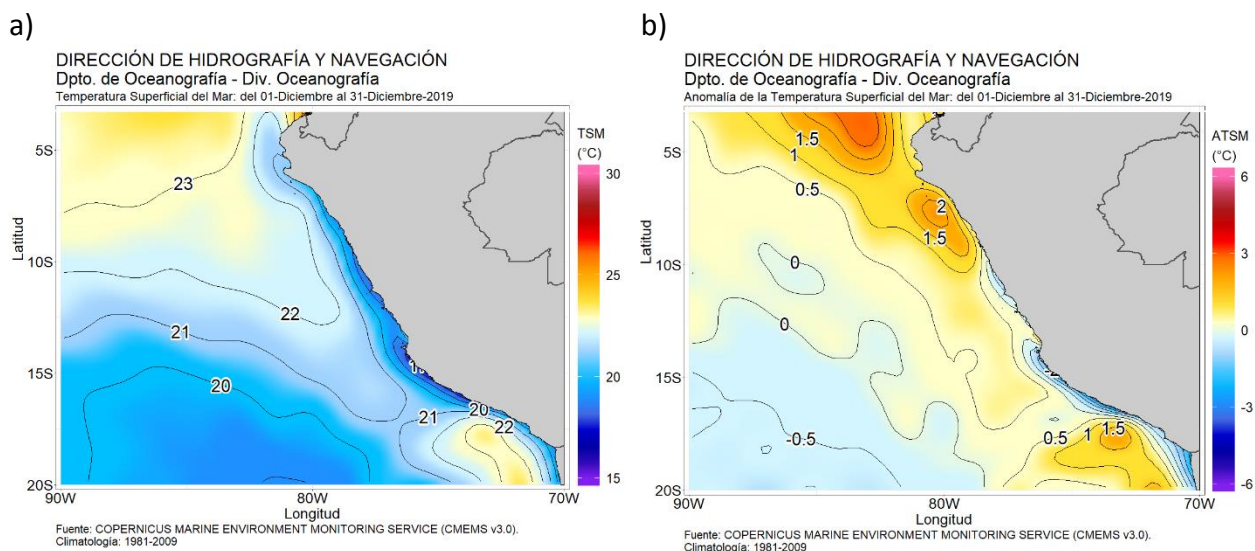 a)
DIRECCIÓN DE HIDROGRAFÍA Y NAVEGACIÓN
Dpto. de Oceanografía - Div. Oceanografía
Temperatura Superficial del Mar: del 01-Diciembre al 31-Diciembre-2019
TSM
(°C)
30
25
20
15
5S
10S
15S
20S
Latitud
23
22
21
20
21
20
22
90W
80W
70W
Longitud
Fuente: COPERNICUS MARINE ENVIRONMENT MONITORING SERVICE (CMEMS v3.0).
Climatología: 1981-2009
b)
DIRECCIÓN DE HIDROGRAFÍA Y NAVEGACIÓN
Dpto. de Oceanografía - Div. Oceanografía
Anomalía de la Temperatura Superficial del Mar: del 01-Diciembre al 31-Diciembre-2019
ATSM
(°C)
6
3
0
-3
-6
5S
10S
15S
20S
Latitud
1.5
1
0.5
2
1.5
0
0
-0.5
0.5
1
1.5
90W
80W
70W
Longitud
Fuente: COPERNICUS MARINE ENVIRONMENT MONITORING SERVICE (CMEMS v3.0).
Climatología: 1981-2009